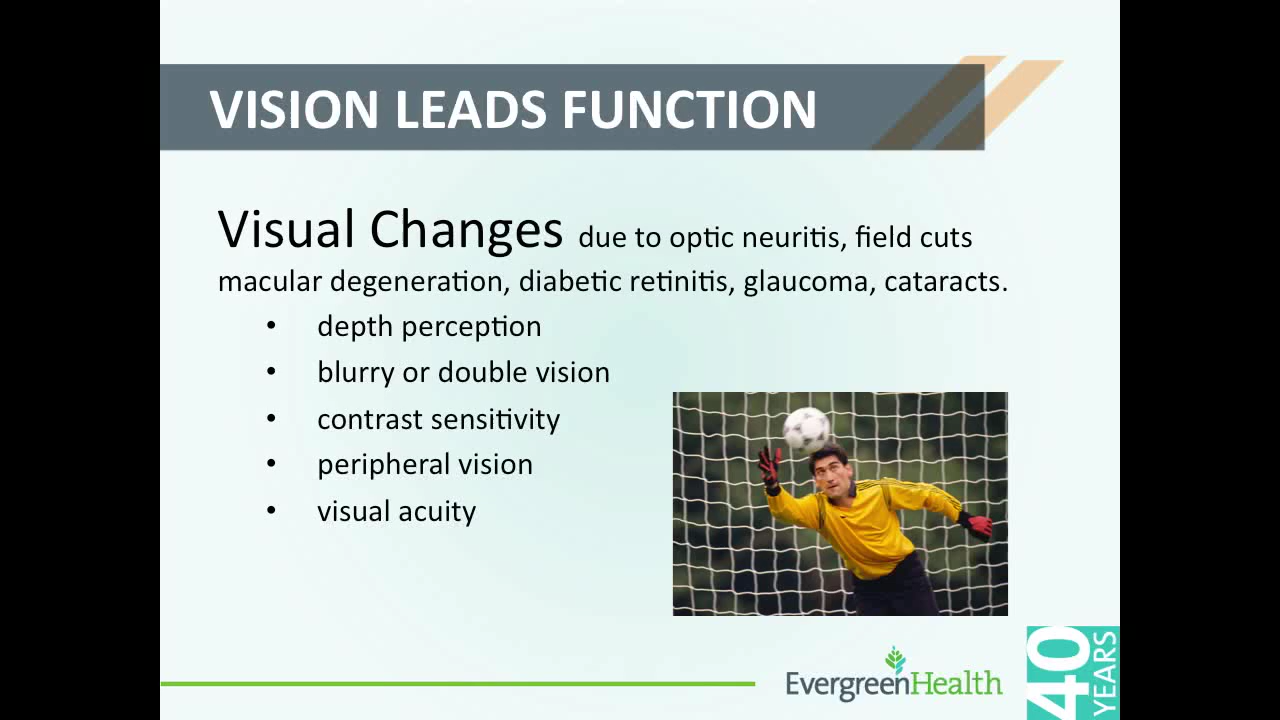 VISION LEADS FUNCTION
Visual Changes due to optic neuritis, field cuts
macular degeneration, diabetic retinitis, glaucoma, cataracts.
• depth perception
• blurry or double vision
• contrast sensitivity
• peripheral vision
• visual acuity
EvergreenHealth
40
YEARS